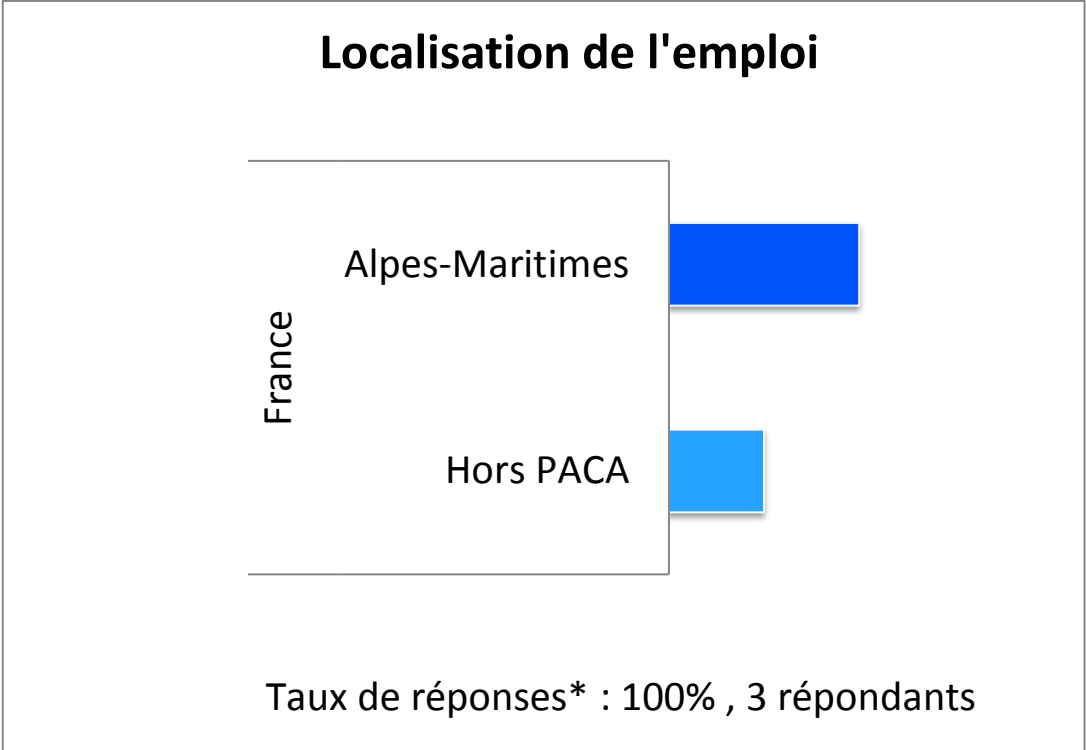 Localisation de l'emploi
France
Alpes-Maritimes
Hors PACA
Taux de réponses* : 100% , 3 répondants